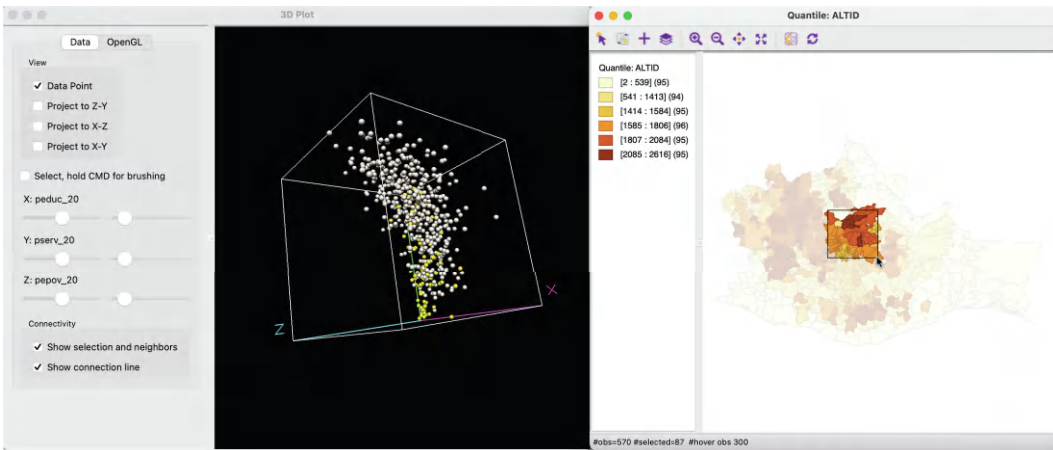 3D Plot
Data OpenGL
View
Data Point
Project to Z-Y
Project to X-Z
Project to X-Y
Select, hold CMD for brushing
X: peduc_20
Y: pserv_20
Z: pepov_20
Connectivity
Show selection and neighbors
Show connection line
Z
X
Quantile: ALTID
Quantile: ALTID
[2 : 539] (95)
[541 : 1413] (94)
[1414 : 1584] (95)
[1585 : 1806] (96)
[1807 : 2084] (95)
[2085 : 2616] (95)
#obs=570 #selected=87 #hover obs 300